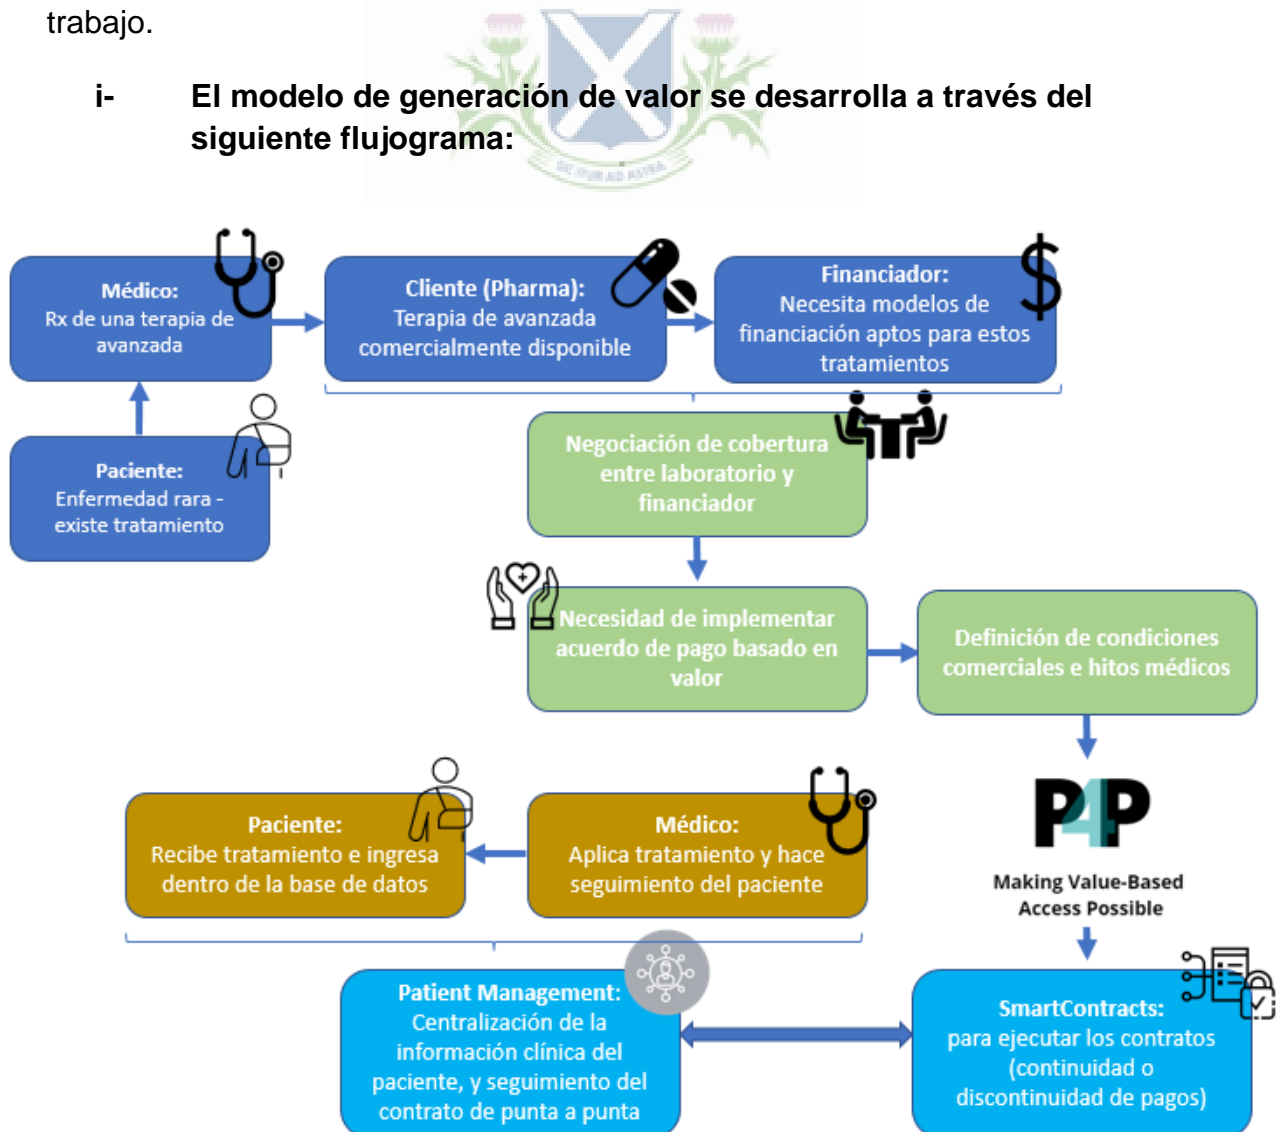 trabajo.
i- El modelo de generación de valor se desarrolla a través del
siguiente flujograma:
SIC ITUR AD ASTRA
Médico:
Rx de una terapia de
avanzada
Cliente (Pharma):
Terapia de avanzada
comercialmente disponible
Financiador:
Necesita modelos de
financiación aptos para estos
tratamientos
$
Paciente:
Enfermedad rara -
existe tratamiento
Negociación de cobertura
entre laboratorio y
financiador
Necesidad de implementar
acuerdo de pago basado en
valor
Definición de condiciones
comerciales e hitos médicos
P4P
Making Value-Based
Access Possible
Paciente:
Recibe tratamiento e ingresa
dentro de la base de datos
Médico:
Aplica tratamiento y hace
seguimiento del paciente
Patient Management:
Centralización de la
información clínica del
paciente, y seguimiento del
contrato de punta a punta
SmartContracts:
para ejecutar los contratos
(continuidad o
discontinuidad de pagos)